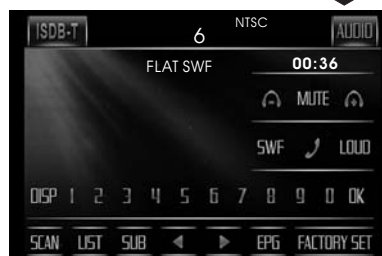 ISDB-T 6 NTSC AUDIO
FLAT SWF 00:36
MUTE
SWF LOUD
DISP 1 2 3 4 5 6 7 8 9 0 OK
SCAN LIST SUB EPG FACTORY SET